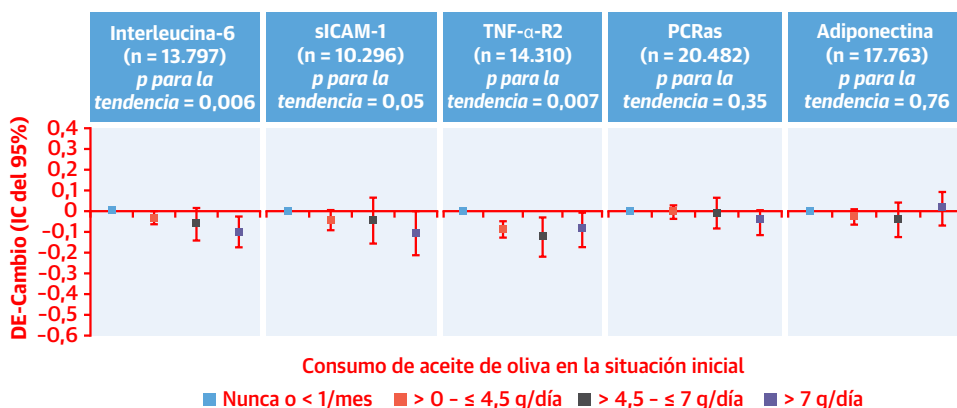 Interleucina-6
(n = 13.797)
p para la
tendencia = 0,006
sICAM-1
(n = 10.296)
p para la
tendencia = 0,05
TNF-α-R2
(n = 14.310)
p para la
tendencia = 0,007
PCRas
(n = 20.482)
p para la
tendencia = 0,35
Adiponectina
(n = 17.763)
p para la
tendencia = 0,76
DE-Cambio (IC del 95%)
0,4
0,3
0,2
0,1
0
−0,1
−0,2
−0,3
−0,4
−0,5
−0,6
Consumo de aceite de oliva en la situación inicial
Nunca o < 1/mes > 0 – ≤ 4,5 g/día > 4,5 – ≤ 7 g/día > 7 g/día